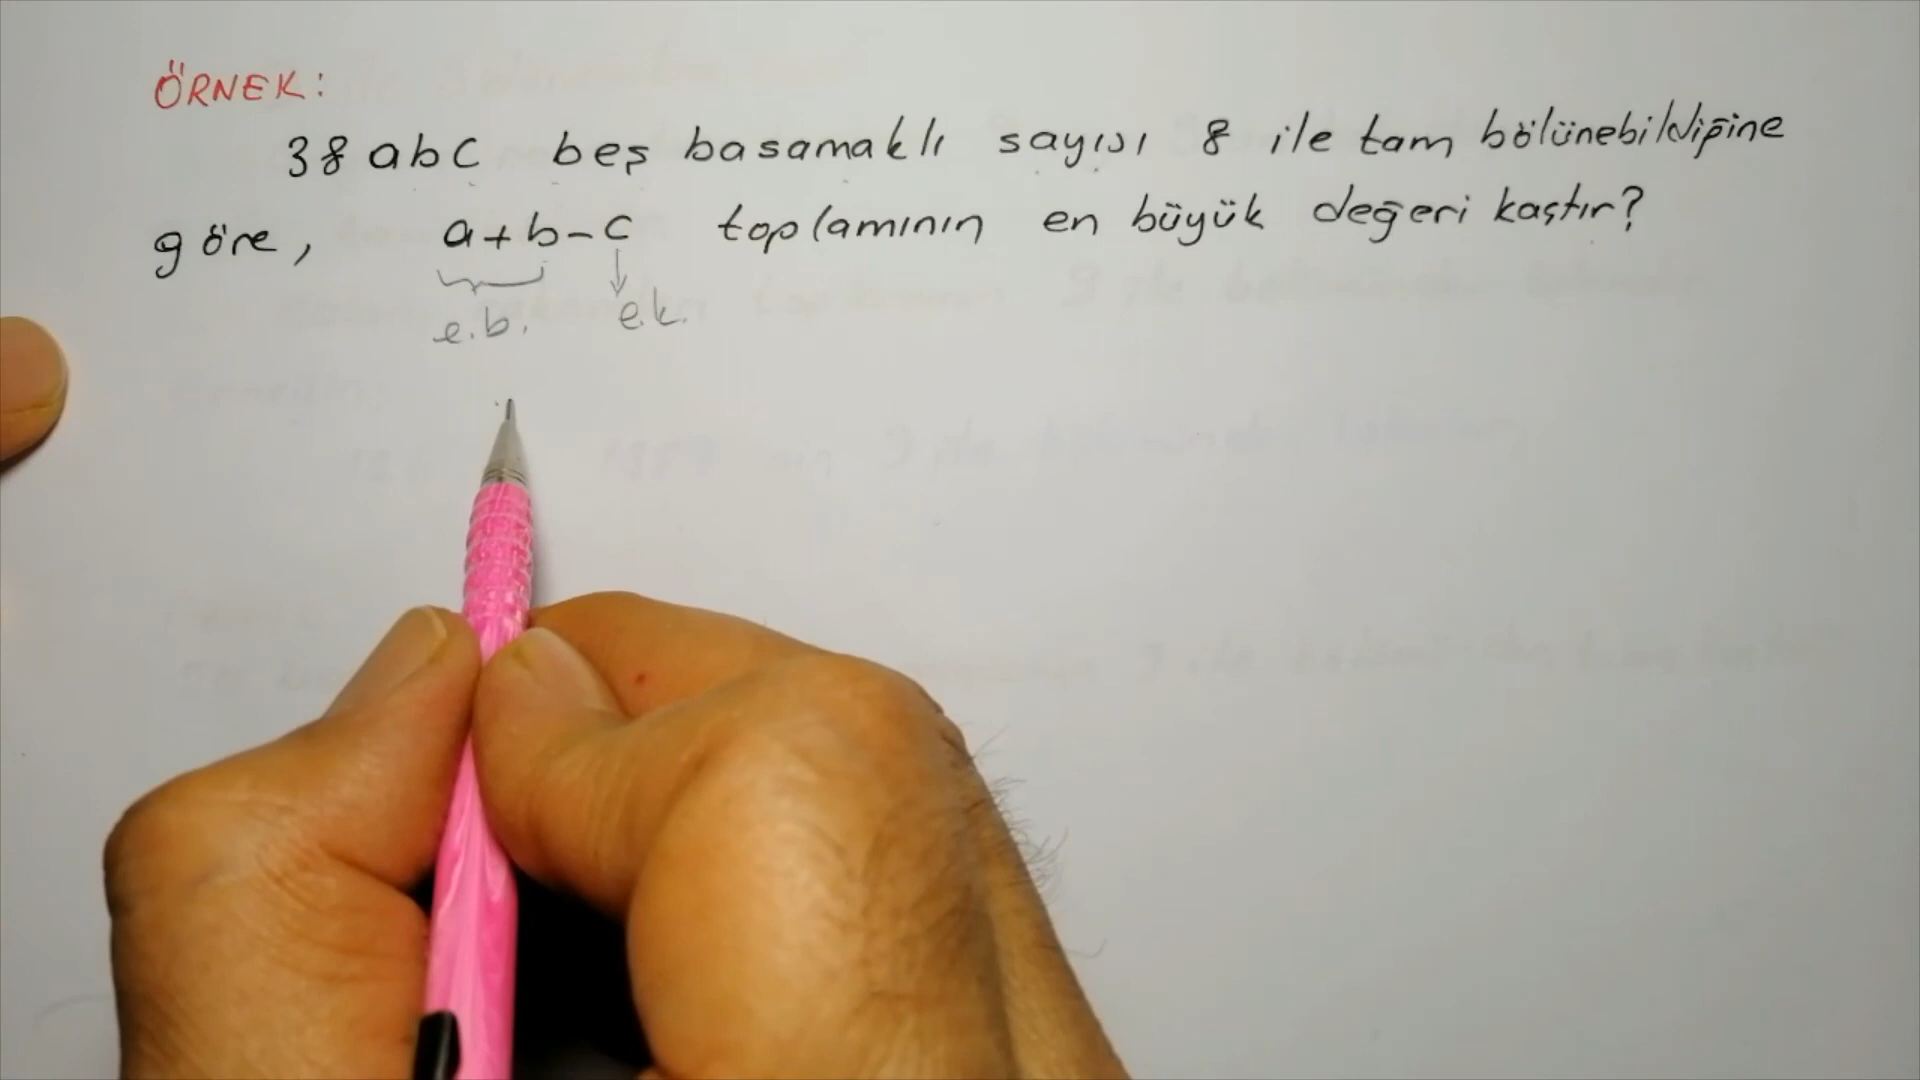 ÖRNEK:
38abc beş basamaklı sayısı 8 ile tam bölünebildiğine
göre, a+b-c toplamının en büyük değeri kaçtır?
e.b. e.k.